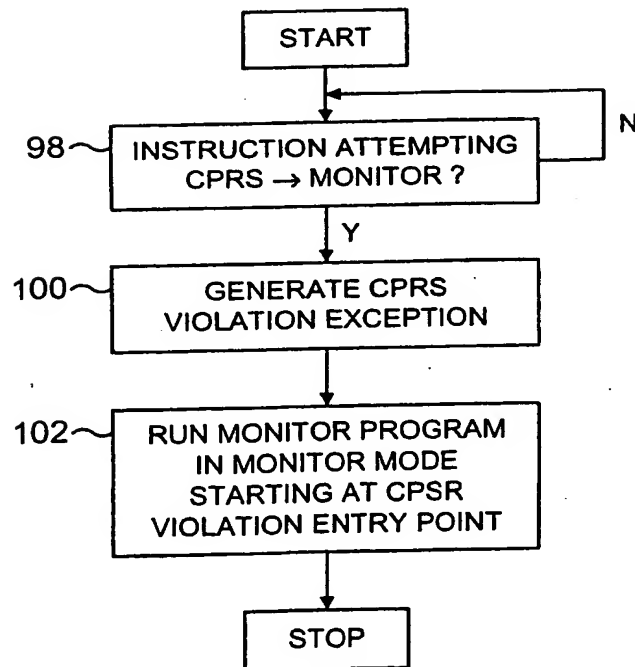 START
98
INSTRUCTION ATTEMPTING
CPRS → MONITOR ?
N
Y
100
GENERATE CPRS
VIOLATION EXCEPTION
102
RUN MONITOR PROGRAM
IN MONITOR MODE
STARTING AT CPSR
VIOLATION ENTRY POINT
STOP